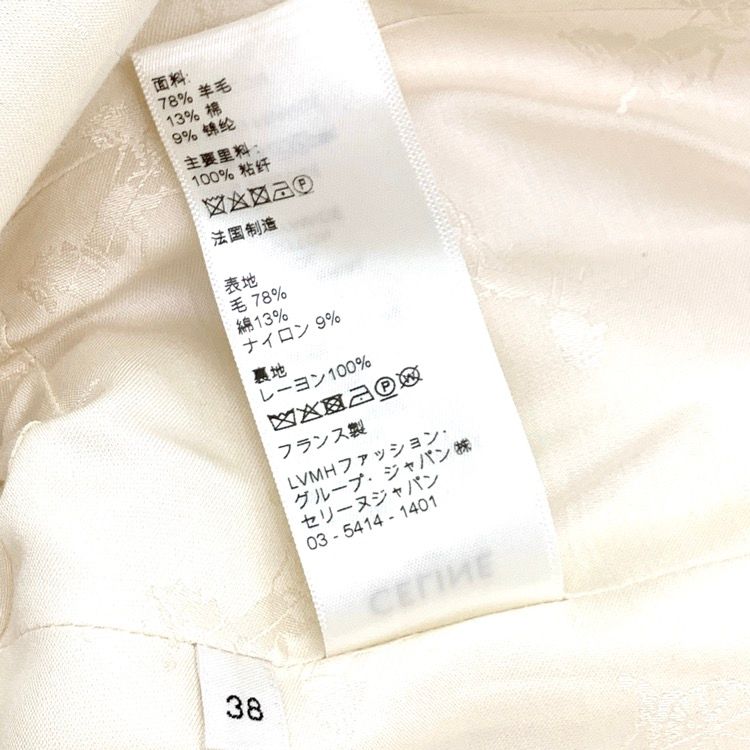 面料:
78% 羊毛
13% 棉
9% 锦纶
主要里料:
100% 粘纤
法国制造
表地
毛 78%
綿13%
ナイロン 9%
裏地
レーヨン100%
フランス製
LVMHファッション・
グループ・ジャパン㈱
セリーヌジャパン
03 - 5414 - 1401
CELINE
38